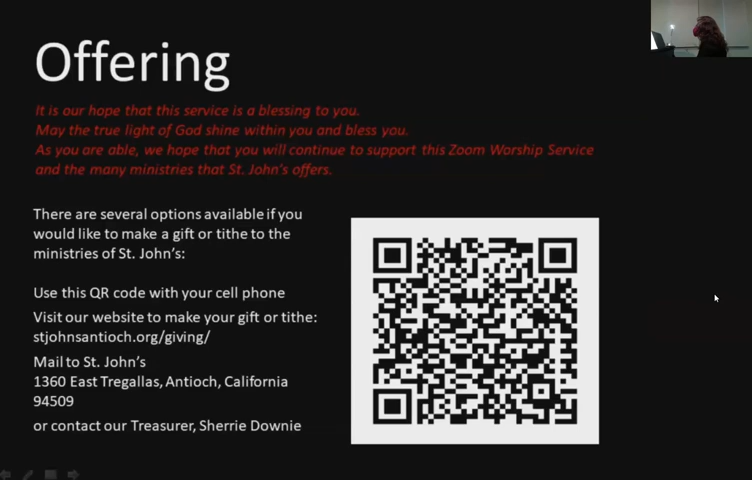 Offering
It is our hope that this service is a blessing to you.
May the true light of God shine within you and bless you.
As you are able, we hope that you will continue to support this Zoom Worship Service
and the many ministries that St. John's offers.
There are several options available if you
would like to make a gift or tithe to the
ministries of St. John's:
Use this QR code with your cell phone
Visit our website to make your gift or tithe:
stjohnsantioch.org/giving/
Mail to St. John's
1360 East Tregallas, Antioch, California
94509
or contact our Treasurer, Sherrie Downie